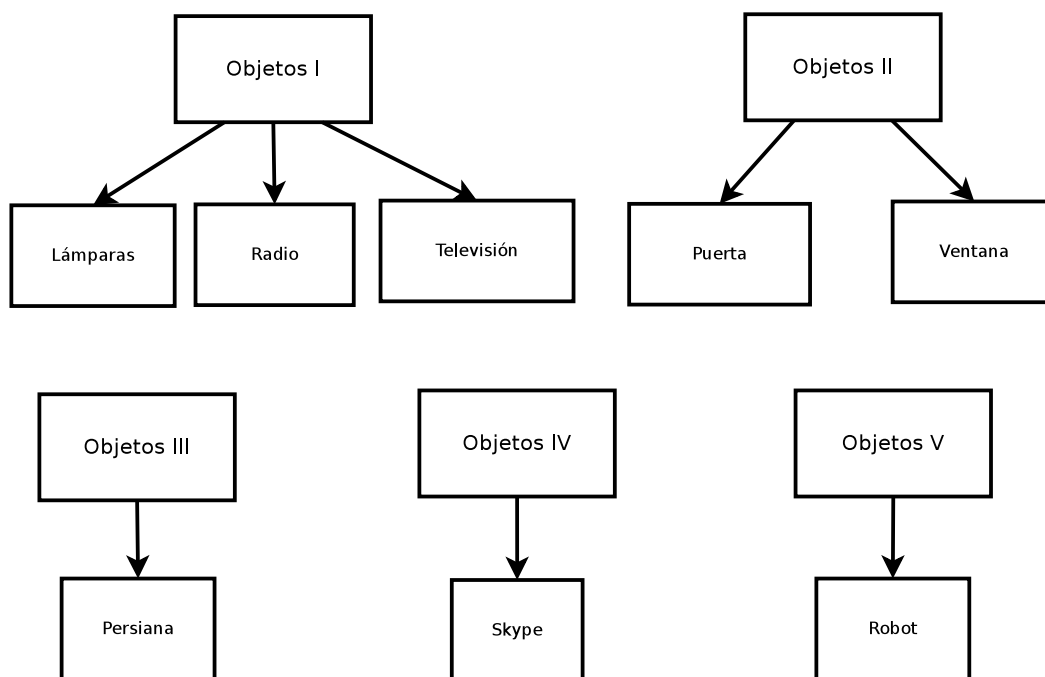 Objetos I
Objetos II
Lámparas
Radio
Televisión
Puerta
Ventana
Objetos III
Objetos IV
Objetos V
Persiana
Skype
Robot